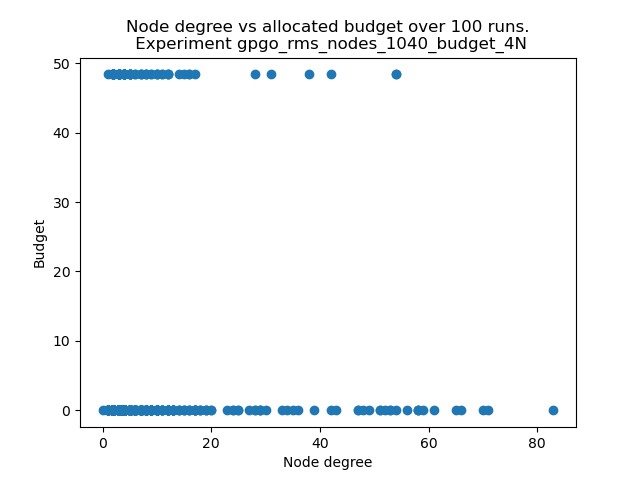 Node degree vs allocated budget over 100 runs.
Experiment gpgo_rms_nodes_1040_budget_4N
50
40
30
20
10
0
Budget
0 20 40 60 80
Node degree